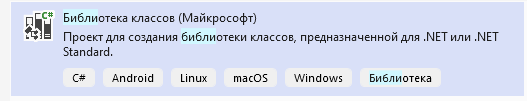 C#
Библиотека классов (Майкрософт)
Проект для создания библиотеки классов, предназначенной для .NET или .NET
Standard.
C# Android Linux macOS Windows Библиотека